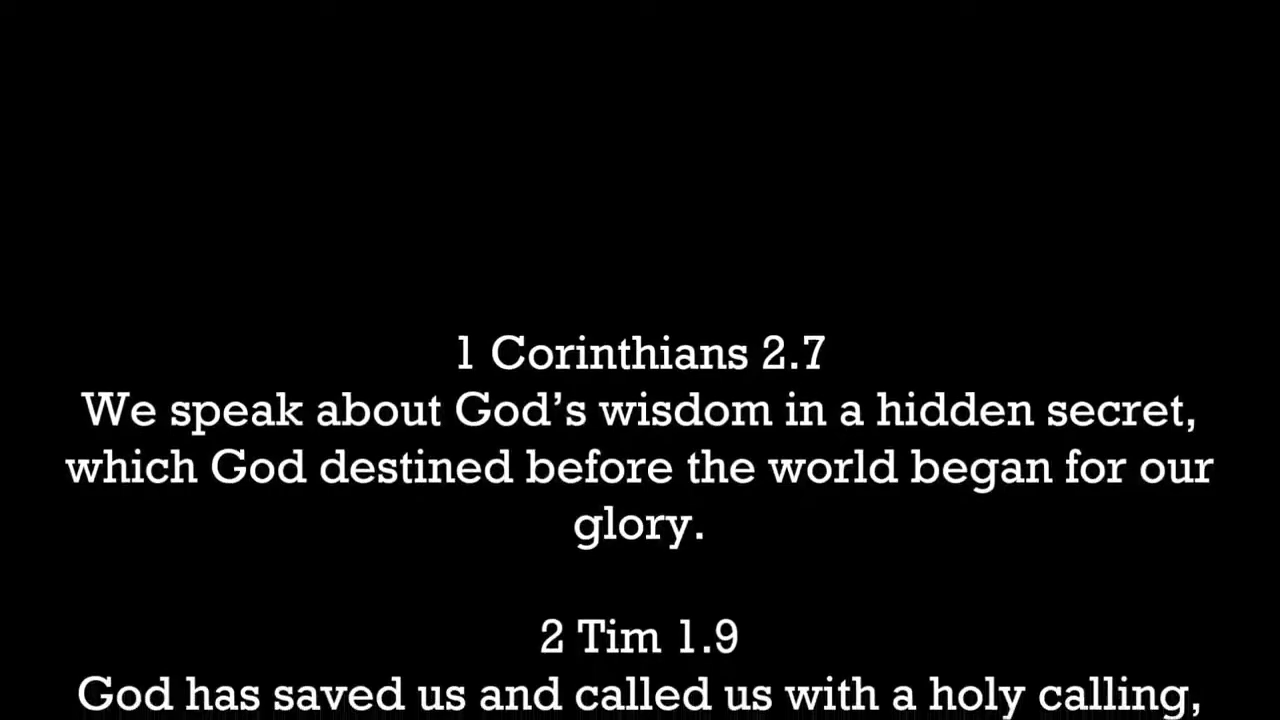 1 Corinthians 2.7
We speak about God’s wisdom in a hidden secret,
which God destined before the world began for our
glory.
2 Tim 1.9
God has saved us and called us with a holy calling,